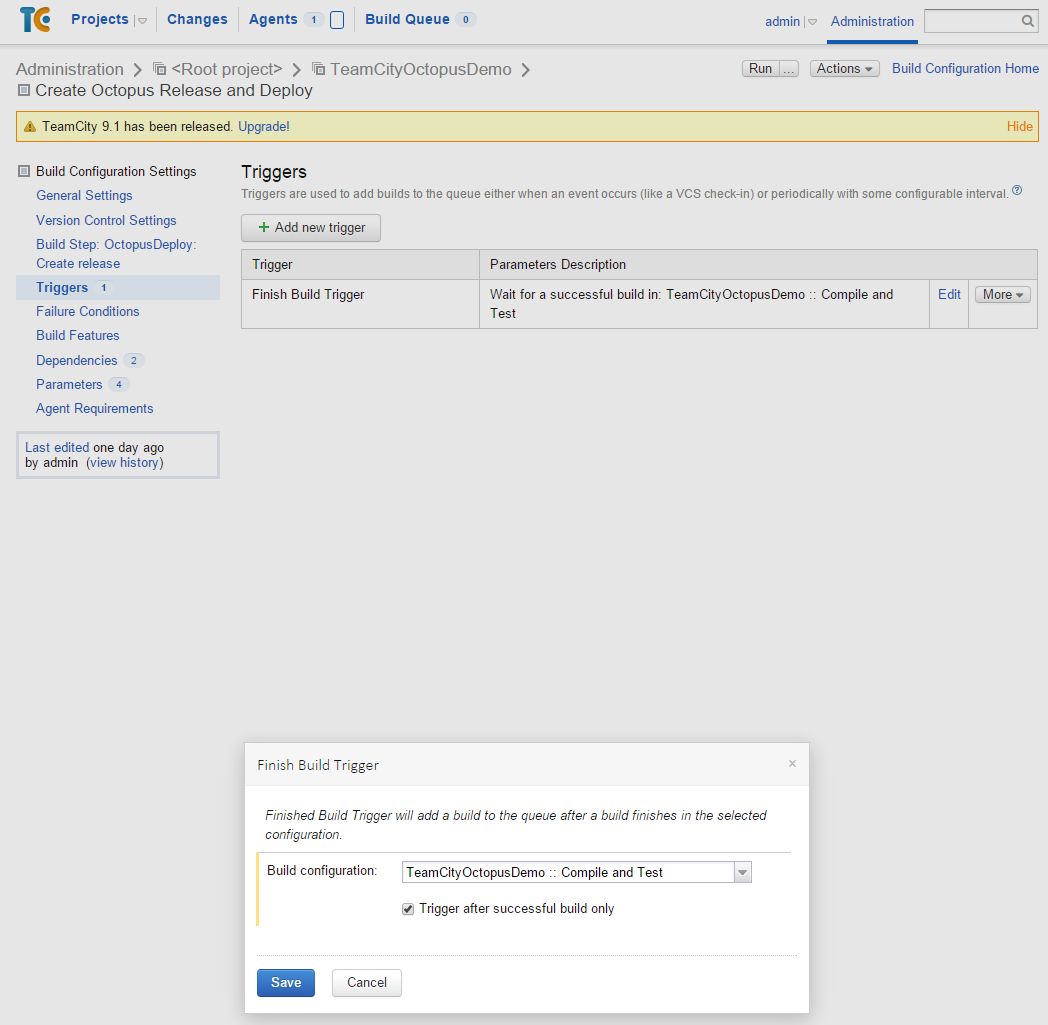 TC Projects Changes Agents 1 Build Queue 0 admin Administration
Administration <Root project> TeamCityOctopusDemo Run ... Actions Build Configuration Home
Create Octopus Release and Deploy
TeamCity 9.1 has been released. Upgrade! Hide
Build Configuration Settings
General Settings
Version Control Settings
Build Step: OctopusDeploy:
Create release
Triggers 1
Failure Conditions
Build Features
Dependencies 2
Parameters 4
Agent Requirements
Last edited one day ago
by admin (view history)
Triggers
Triggers are used to add builds to the queue either when an event occurs (like a VCS check-in) or periodically with some configurable interval. ?
+ Add new trigger
Trigger Parameters Description
Finish Build Trigger Wait for a successful build in: TeamCityOctopusDemo :: Compile and Edit More
Test
Finish Build Trigger ×
Finished Build Trigger will add a build to the queue after a build finishes in the selected
configuration.
Build configuration: TeamCityOctopusDemo :: Compile and Test
Trigger after successful build only
Save Cancel